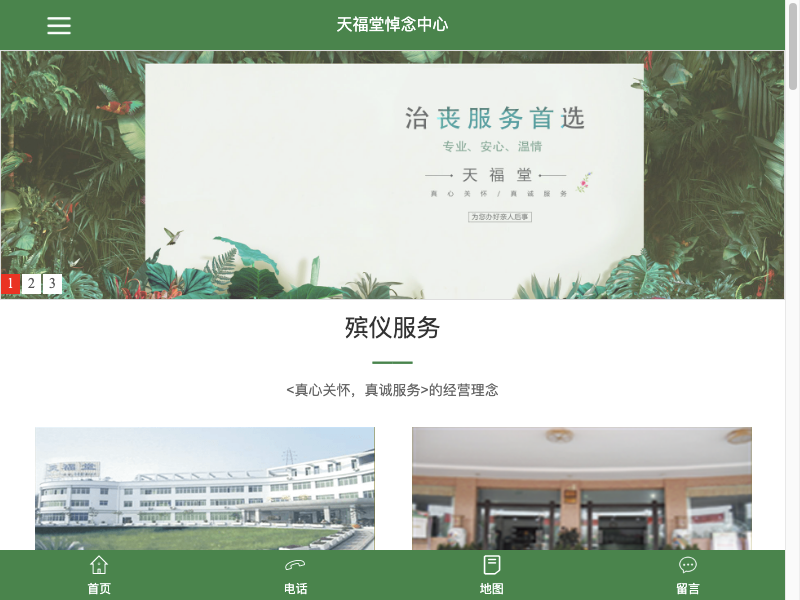 天福堂悼念中心
治丧服务首选
专业、安心、温情
天福堂
真心关怀/真诚服务
为您办好亲人后事
1 2 3
殡仪服务
<真心关怀，真诚服务>的经营理念
天福堂
首页 电话 地图 留言